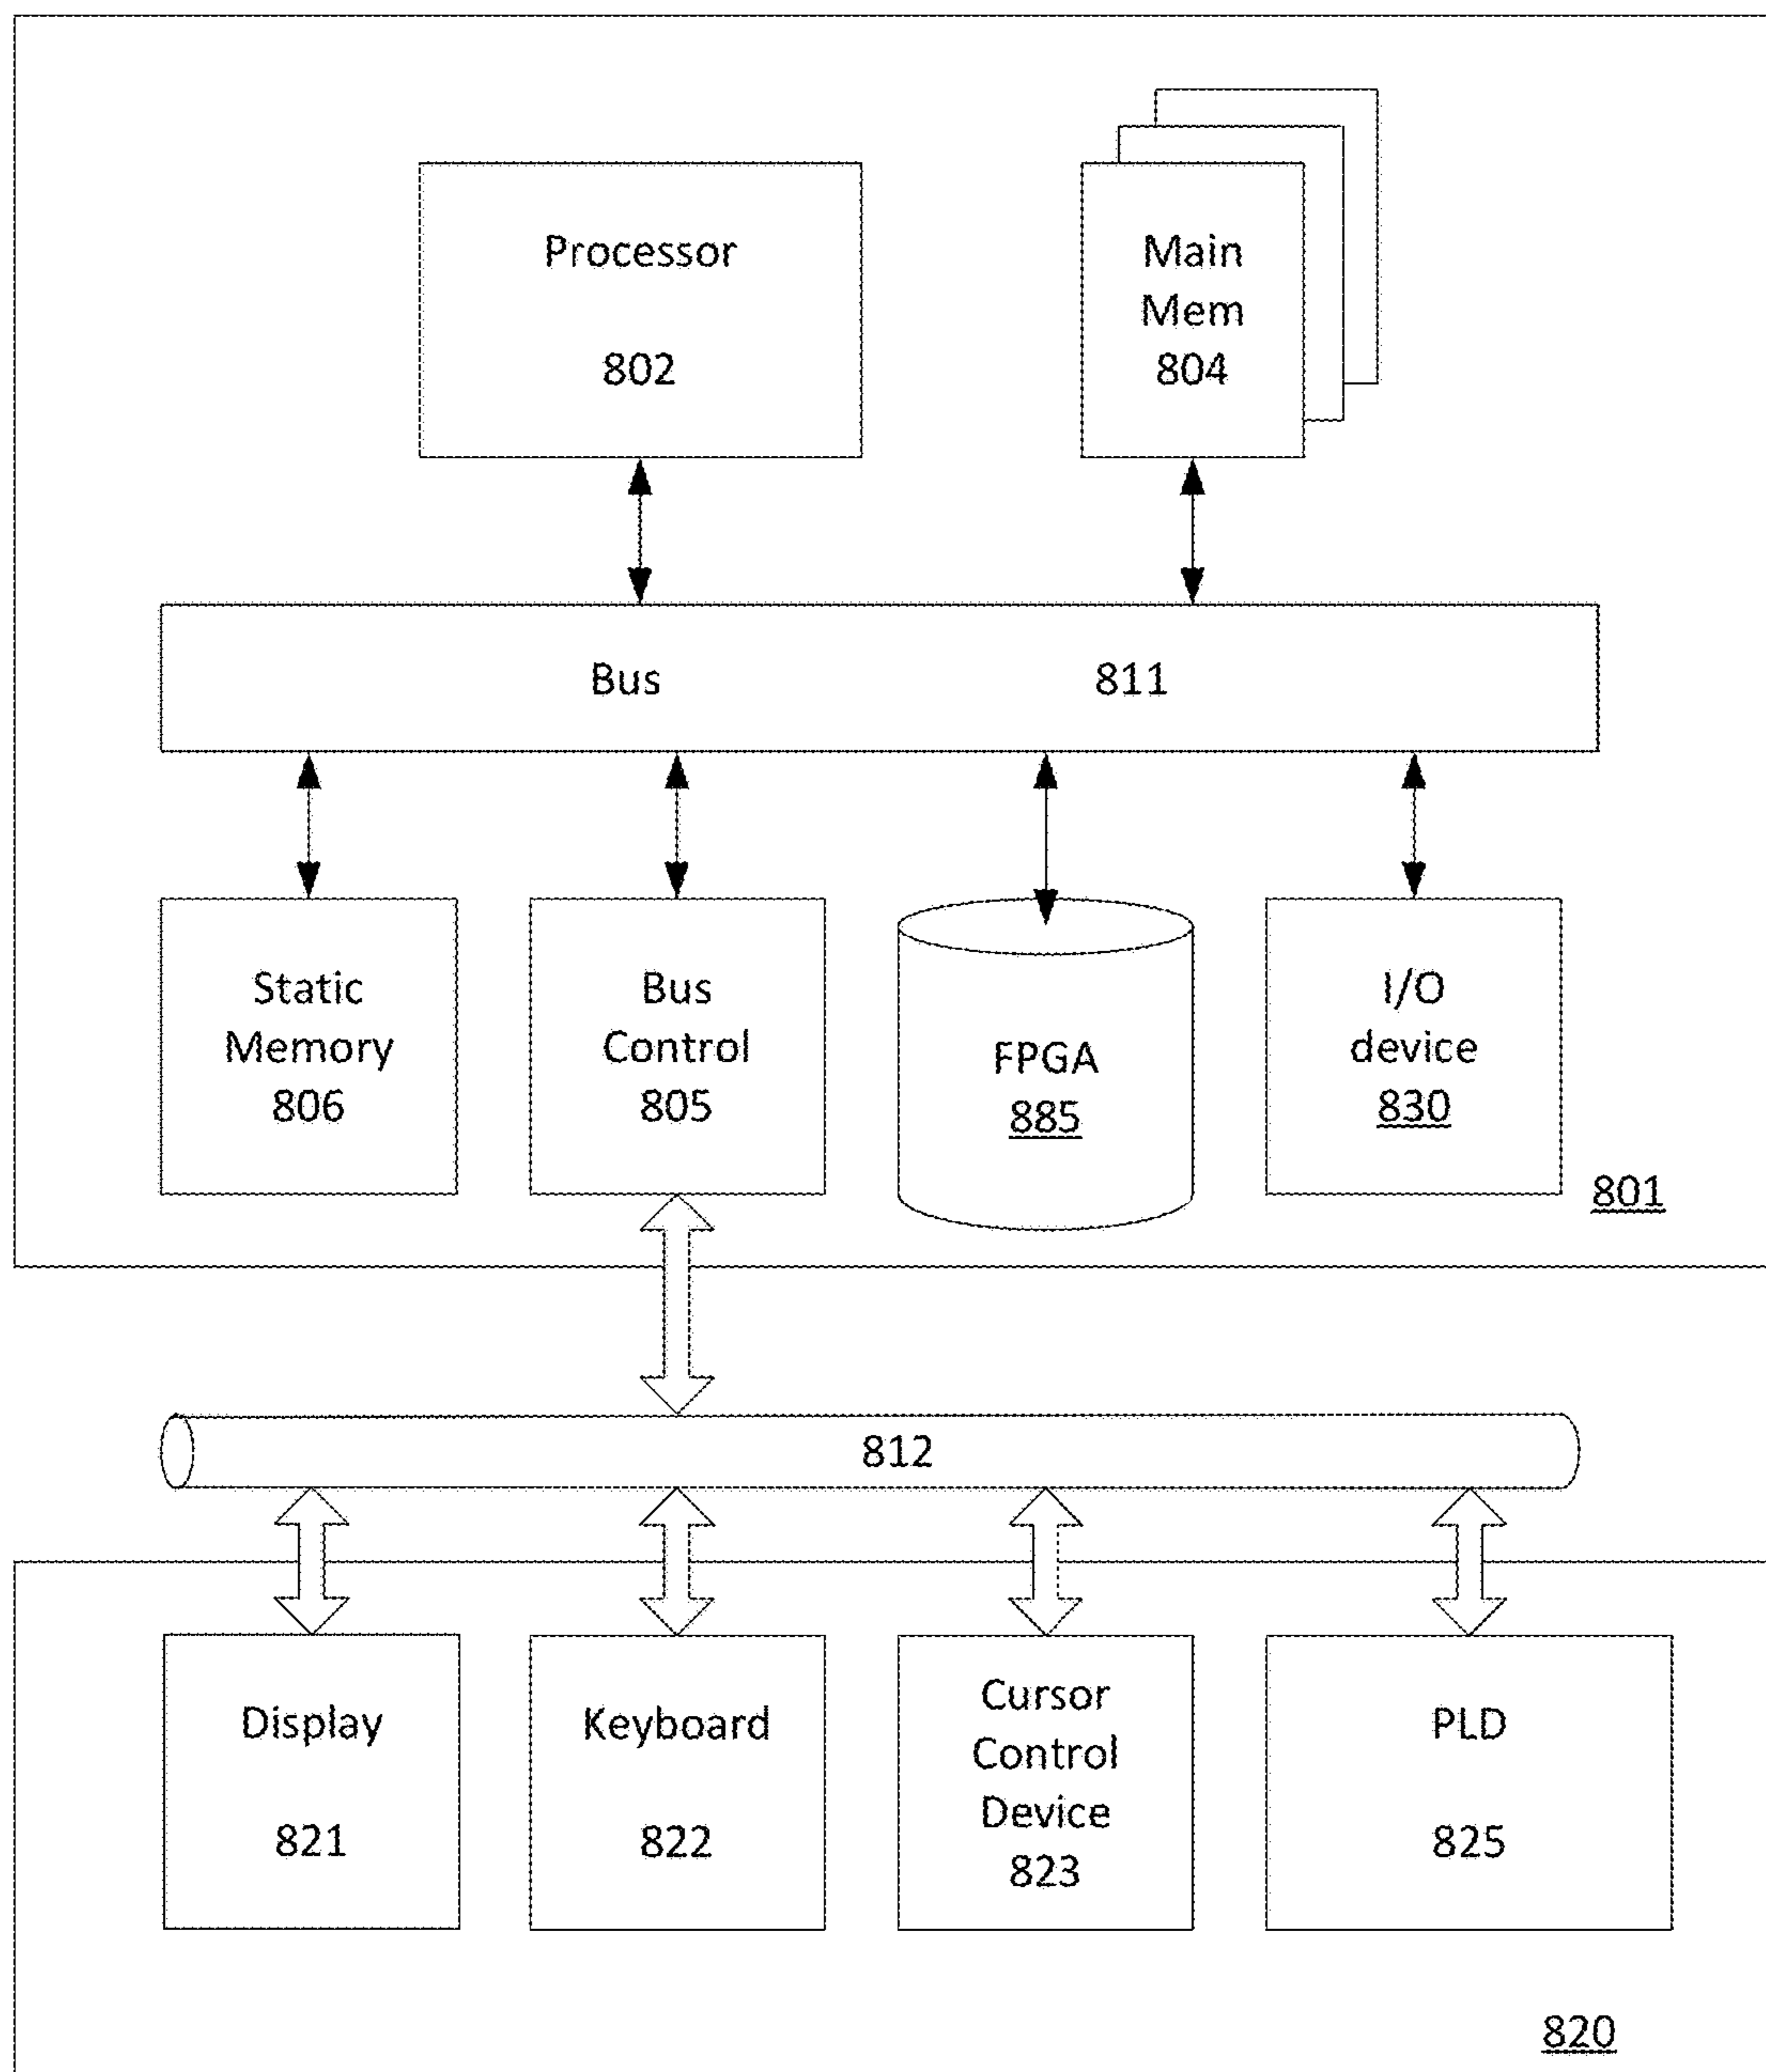 Processor
802
Main
Mem
804
Bus 811
Static
Memory
806
Bus
Control
805
FPGA
885
I/O
device
830
801
812
Display
821
Keyboard
822
Cursor
Control
Device
823
PLD
825
820